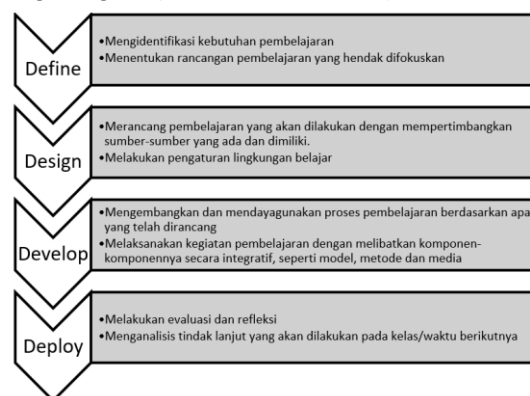 Define
•Mengidentifikasi kebutuhan pembelajaran
•Menentukan rancangan pembelajaran yang hendak difokuskan
Design
•Merancang pembelajaran yang akan dilakukan dengan mempertimbangkan
sumber-sumber yang ada dan dimiliki.
•Melakukan pengaturan lingkungan belajar
Develop
•Mengembangkan dan mendayagunakan proses pembelajaran berdasarkan apa
yang telah dirancang
•Melaksanakan kegiatan pembelajaran dengan melibatkan komponen-
komponennya secara integratif, seperti model, metode dan media
Deploy
•Melakukan evaluasi dan refleksi
•Menganalisis tindak lanjut yang akan dilakukan pada kelas/waktu berikutnya